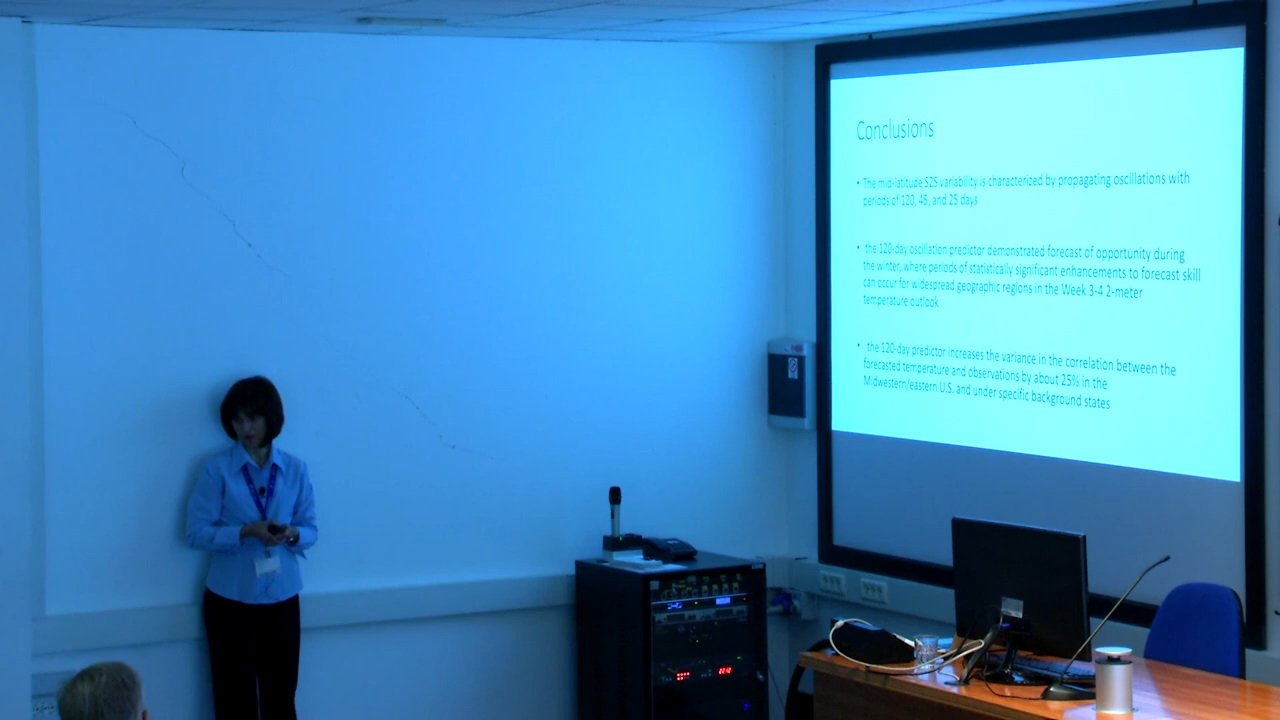 Conclusions
• The mid-latitude S2S variability is characterized by propagating oscillations with
periods of 120, 45, and 25 days
• the 120-day oscillation predictor demonstrated forecast of opportunity during
the winter, where periods of statistically significant enhancements to forecast skill
can occur for widespread geographic regions in the Week 3-4 2-meter
temperature outlook
• the 120-day predictor increases the variance in the correlation between the
forecasted temperature and observations by about 25% in the
Midwestern/eastern U.S. and under specific background states